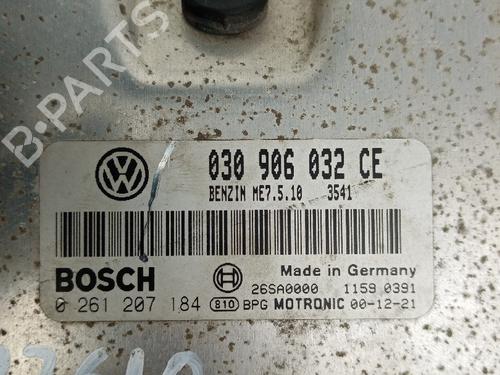 B-PARTS
030 906 032 CE
BENZIN ME7.5.10 3541
BOSCH
Made in Germany
26SA0000 1159 0391
0 261 207 184 810 BPG MOTRONIC 00-12-21